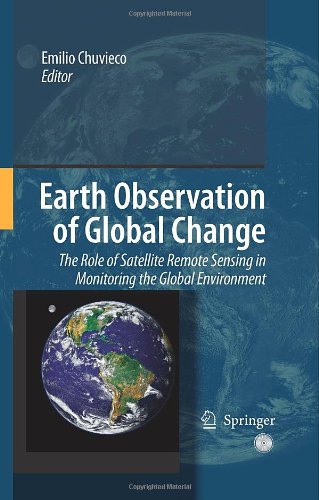 Emilio Chuvieco
Editor
Earth Observation
of Global Change
The Role of Satellite Remote Sensing in
Monitoring the Global Environment
Springer